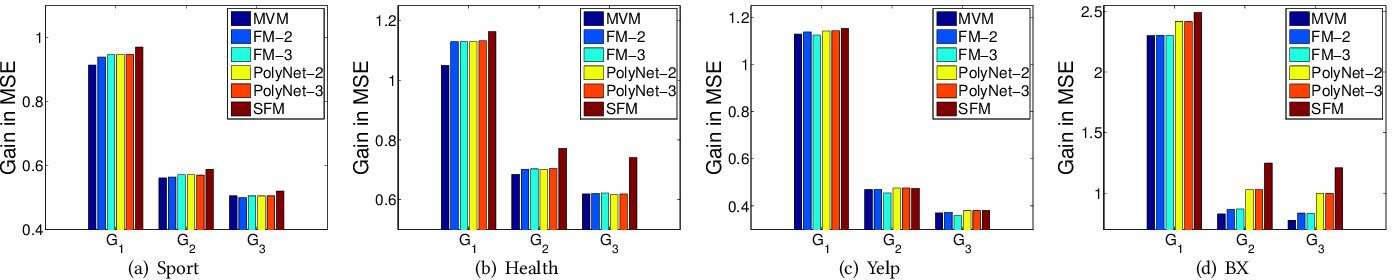 Gain in MSE
1
0.8
0.6
0.4
G1
G2
G3
MVM
FM−2
FM−3
PolyNet−2
PolyNet−3
SFM
(a) Sport
Gain in MSE
1.2
1
0.8
0.6
G1
G2
G3
MVM
FM−2
FM−3
PolyNet−2
PolyNet−3
SFM
(b) Health
Gain in MSE
1.2
1
0.8
0.6
0.4
G1
G2
G3
MVM
FM−2
FM−3
PolyNet−2
PolyNet−3
SFM
(c) Yelp
Gain in MSE
2.5
2
1.5
1
G1
G2
G3
MVM
FM−2
FM−3
PolyNet−2
PolyNet−3
SFM
(d) BX